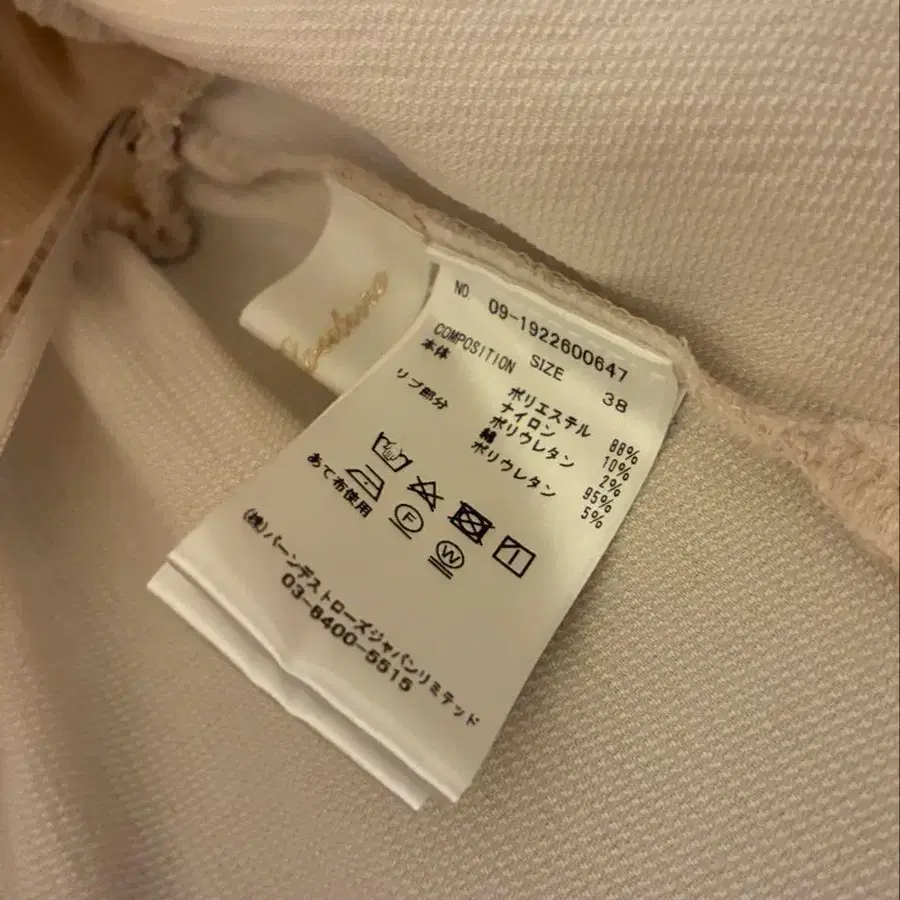 NO 09-1922600647
SIZE 38
COMPOSITION
本体 ポリエステル 88%
ナイロン 10%
ポリウレタン 2%
リブ部分 綿 95%
ポリウレタン 5%
あて布使用
F
W
(株)バーンデストローズジャパンリミテッド
03-6400-5515